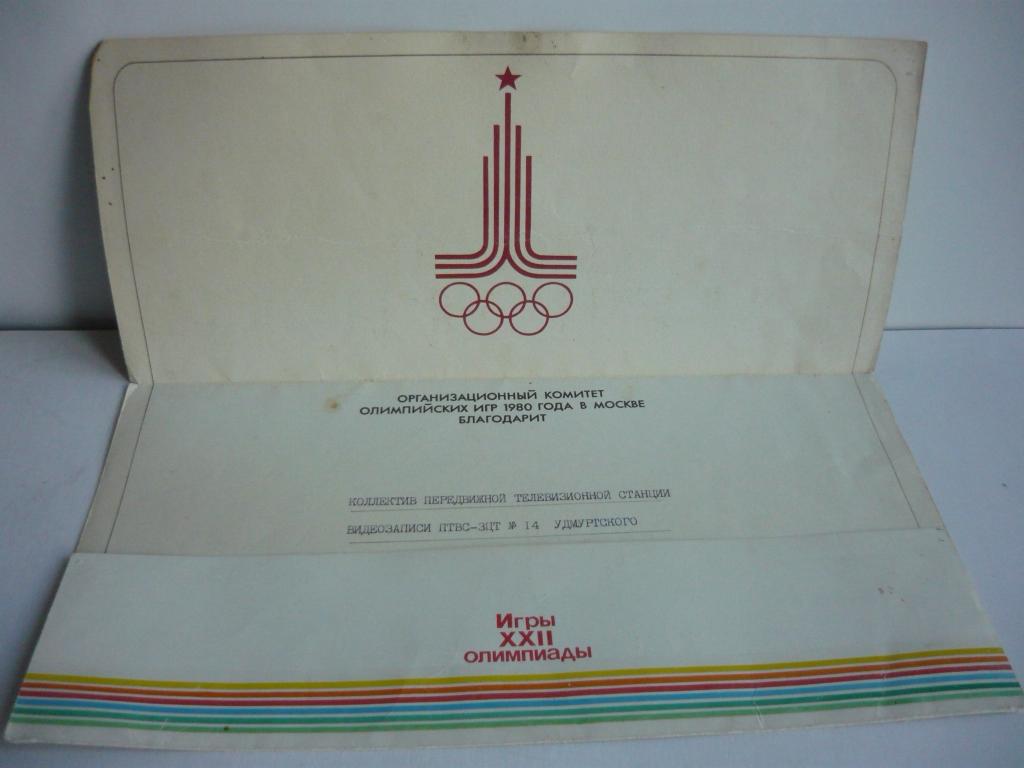 ОРГАНИЗАЦИОННЫЙ КОМИТЕТ
ОЛИМПИЙСКИХ ИГР 1980 ГОДА В МОСКВЕ
БЛАГОДАРИТ
КОЛЛЕКТИВ ПЕРЕДВИЖНОЙ ТЕЛЕВИЗИОННОЙ СТАНЦИИ
ВИДЕОЗАПИСИ ПТВС-3ЦТ № 14 УДМУРТСКОГО
Игры
XXII
ОЛИМПИАДЫ